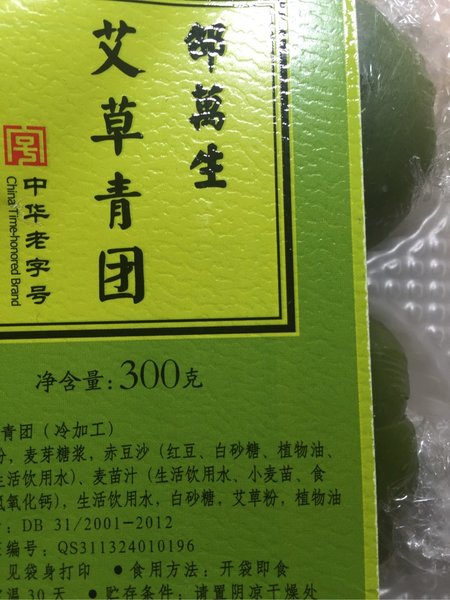 邵萬生
艾草青团
中华老字号
China Time-honored Brand
净含量:300克
青团（冷加工）
粉，麦芽糖浆，赤豆沙（红豆、白砂糖、植物油、
生活饮用水）、麦苗汁（生活饮用水、小麦苗、食
氢氧化钙），生活饮用水，白砂糖，艾草粉，植物油
：DB 31/2001-2012
编号：QS311324010196
见袋身打印 ●食用方法：开袋即食
温30天 ●贮存条件：请置阴凉干燥处